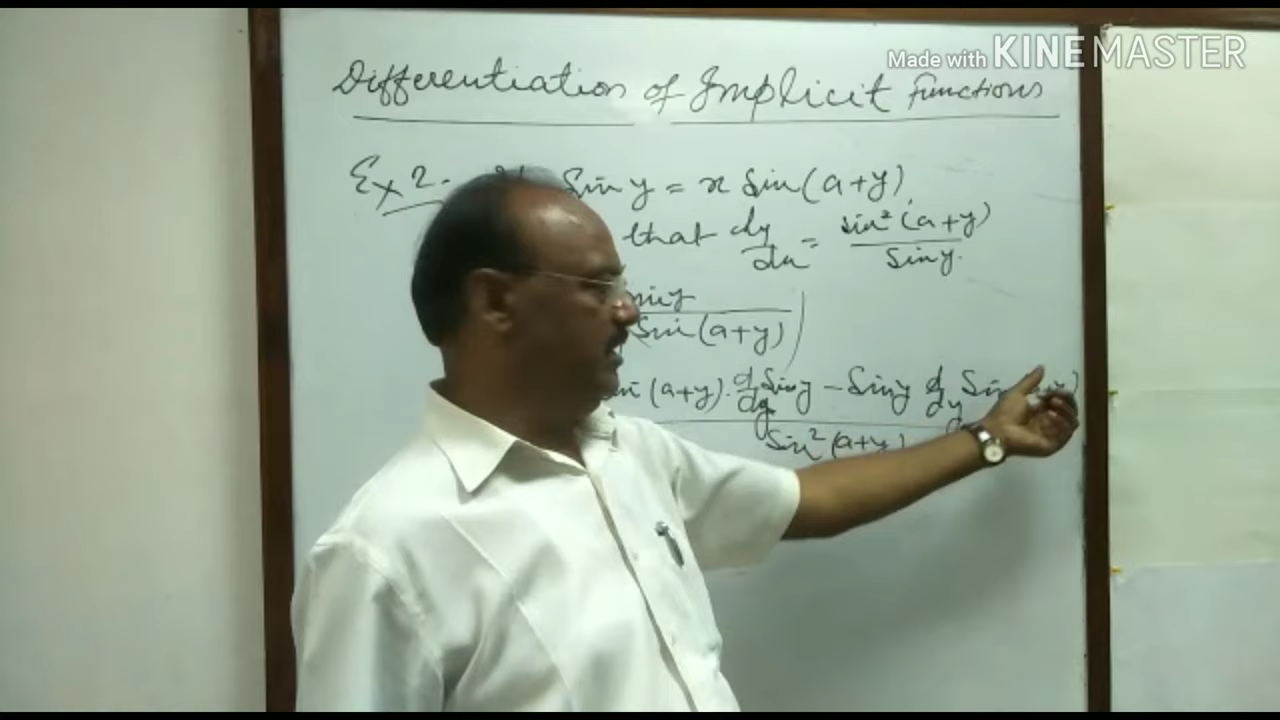 Made with KINEMASTER
Differentiation of Implicit functions
Ex 2. Sin y = x Sin(a+y)
that dy/dx = sin² (a+y)/Sin y.
Sin (a+y)
(a+y). d/dy Sin y - Sin y d/dy Sin
Sin² (a+y)